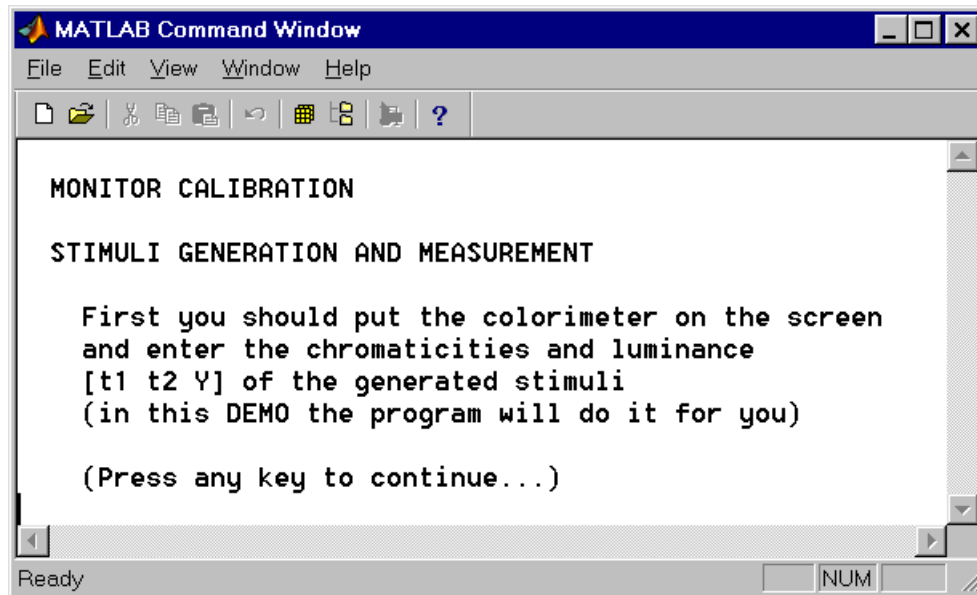 MATLAB Command Window
File Edit View Window Help
?
MONITOR CALIBRATION
STIMULI GENERATION AND MEASUREMENT
First you should put the colorimeter on the screen
and enter the chromaticities and luminance
[t1 t2 Y] of the generated stimuli
(in this DEMO the program will do it for you)
(Press any key to continue...)
Ready NUM